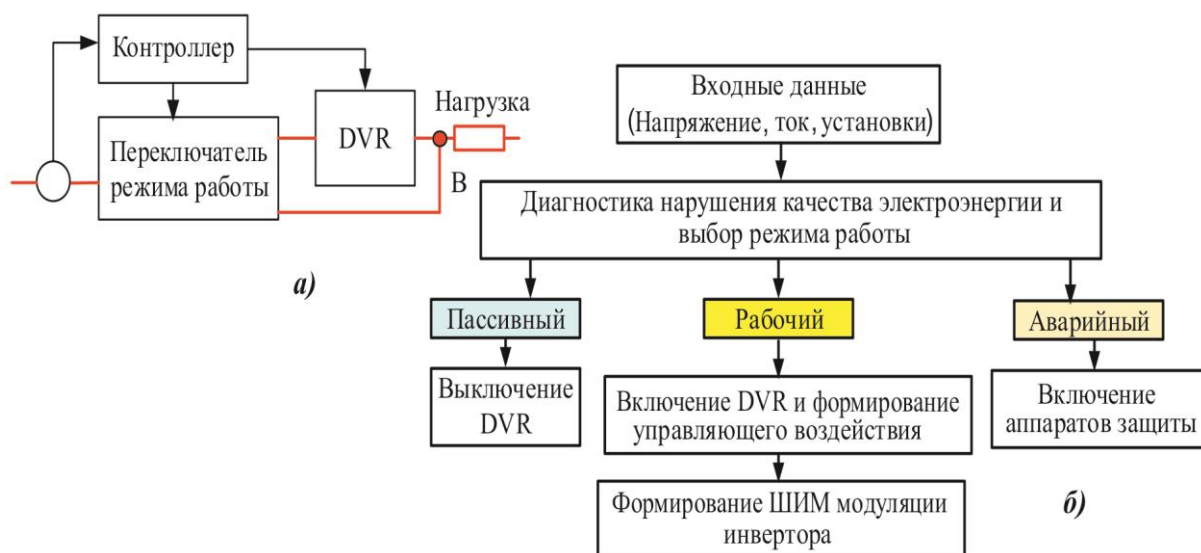 Контроллер
Переключатель
режима работы
DVR
Нагрузка
В
а)
Входные данные
(Напряжение, ток, установки)
Диагностика нарушения качества электроэнергии и
выбор режима работы
Пассивный
Рабочий
Аварийный
Выключение
DVR
Включение DVR и формирование
управляющего воздействия
Включение
аппаратов защиты
Формирование ШИМ модуляции
инвертора
б)